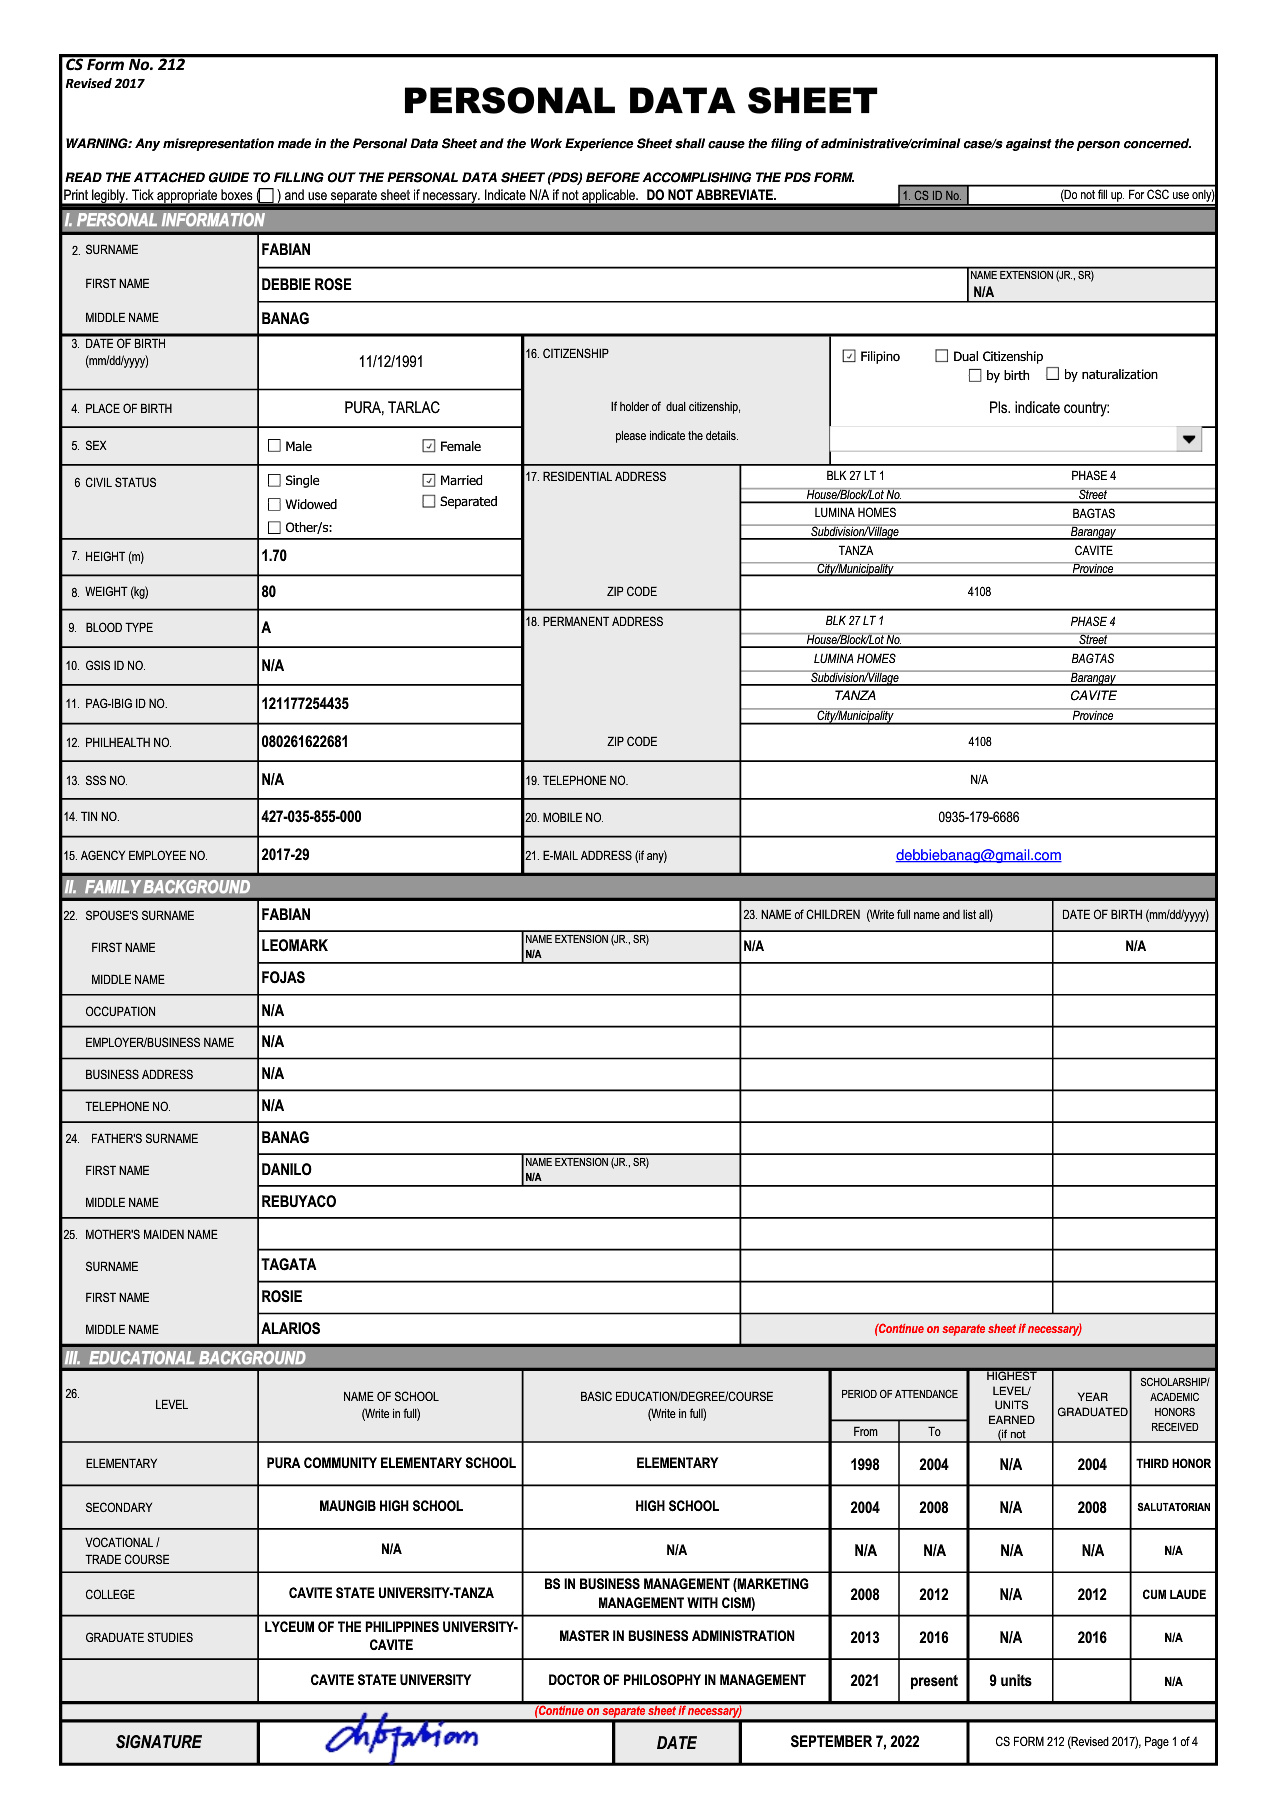 CS Form No. 212
Revised 2017
PERSONAL DATA SHEET
WARNING: Any misrepresentation made in the Personal Data Sheet and the Work Experience Sheet shall cause the filing of administrative/criminal case/s against the person concerned.
READ THE ATTACHED GUIDE TO FILLING OUT THE PERSONAL DATA SHEET (PDS) BEFORE ACCOMPLISHING THE PDS FORM.
Print legibly. Tick appropriate boxes ( ) and use separate sheet if necessary. Indicate N/A if not applicable. DO NOT ABBREVIATE. 1. CS ID No. (Do not fill up. For CSC use only)
I. PERSONAL INFORMATION
2. SURNAME FABIAN
FIRST NAME DEBBIE ROSE NAME EXTENSION (JR., SR) N/A
MIDDLE NAME BANAG
3. DATE OF BIRTH (mm/dd/yyyy) 11/12/1991
4. PLACE OF BIRTH PURA, TARLAC
5. SEX Male Female
6 CIVIL STATUS Single Married
Widowed Separated
Other/s:
7. HEIGHT (m) 1.70
8. WEIGHT (kg) 80
9. BLOOD TYPE A
10. GSIS ID NO. N/A
11. PAG-IBIG ID NO. 121177254435
12. PHILHEALTH NO. 080261622681
13. SSS NO. N/A
14. TIN NO. 427-035-855-000
15. AGENCY EMPLOYEE NO. 2017-29
16. CITIZENSHIP Filipino Dual Citizenship
by birth by naturalization
If holder of dual citizenship, Pls. indicate country:
please indicate the details.
17. RESIDENTIAL ADDRESS BLK 27 LT 1 PHASE 4
House/Block/Lot No. Street
LUMINA HOMES BAGTAS
Subdivision/Village Barangay
TANZA CAVITE
City/Municipality Province
ZIP CODE 4108
18. PERMANENT ADDRESS BLK 27 LT 1 PHASE 4
House/Block/Lot No. Street
LUMINA HOMES BAGTAS
Subdivision/Village Barangay
TANZA CAVITE
City/Municipality Province
ZIP CODE 4108
19. TELEPHONE NO. N/A
20. MOBILE NO. 0935-179-6686
21. E-MAIL ADDRESS (if any) debbiebanag@gmail.com
II. FAMILY BACKGROUND
22. SPOUSE'S SURNAME FABIAN 23. NAME of CHILDREN (Write full name and list all) DATE OF BIRTH (mm/dd/yyyy)
FIRST NAME LEOMARK NAME EXTENSION (JR., SR) N/A N/A N/A
MIDDLE NAME FOJAS
OCCUPATION N/A
EMPLOYER/BUSINESS NAME N/A
BUSINESS ADDRESS N/A
TELEPHONE NO. N/A
24. FATHER'S SURNAME BANAG
FIRST NAME DANILO NAME EXTENSION (JR., SR) N/A
MIDDLE NAME REBUYACO
25. MOTHER'S MAIDEN NAME
SURNAME TAGATA
FIRST NAME ROSIE
MIDDLE NAME ALARIOS (Continue on separate sheet if necessary)
III. EDUCATIONAL BACKGROUND
26. LEVEL NAME OF SCHOOL (Write in full) BASIC EDUCATION/DEGREE/COURSE (Write in full) PERIOD OF ATTENDANCE From To HIGHEST LEVEL/ UNITS EARNED (if not YEAR GRADUATED SCHOLARSHIP/ ACADEMIC HONORS RECEIVED
ELEMENTARY PURA COMMUNITY ELEMENTARY SCHOOL ELEMENTARY 1998 2004 N/A 2004 THIRD HONOR
SECONDARY MAUNGIB HIGH SCHOOL HIGH SCHOOL 2004 2008 N/A 2008 SALUTATORIAN
VOCATIONAL / TRADE COURSE N/A N/A N/A N/A N/A N/A N/A
COLLEGE CAVITE STATE UNIVERSITY-TANZA BS IN BUSINESS MANAGEMENT (MARKETING MANAGEMENT WITH CISM) 2008 2012 N/A 2012 CUM LAUDE
GRADUATE STUDIES LYCEUM OF THE PHILIPPINES UNIVERSITY-CAVITE MASTER IN BUSINESS ADMINISTRATION 2013 2016 N/A 2016 N/A
CAVITE STATE UNIVERSITY DOCTOR OF PHILOSOPHY IN MANAGEMENT 2021 present 9 units N/A
(Continue on separate sheet if necessary)
SIGNATURE DATE SEPTEMBER 7, 2022 CS FORM 212 (Revised 2017), Page 1 of 4